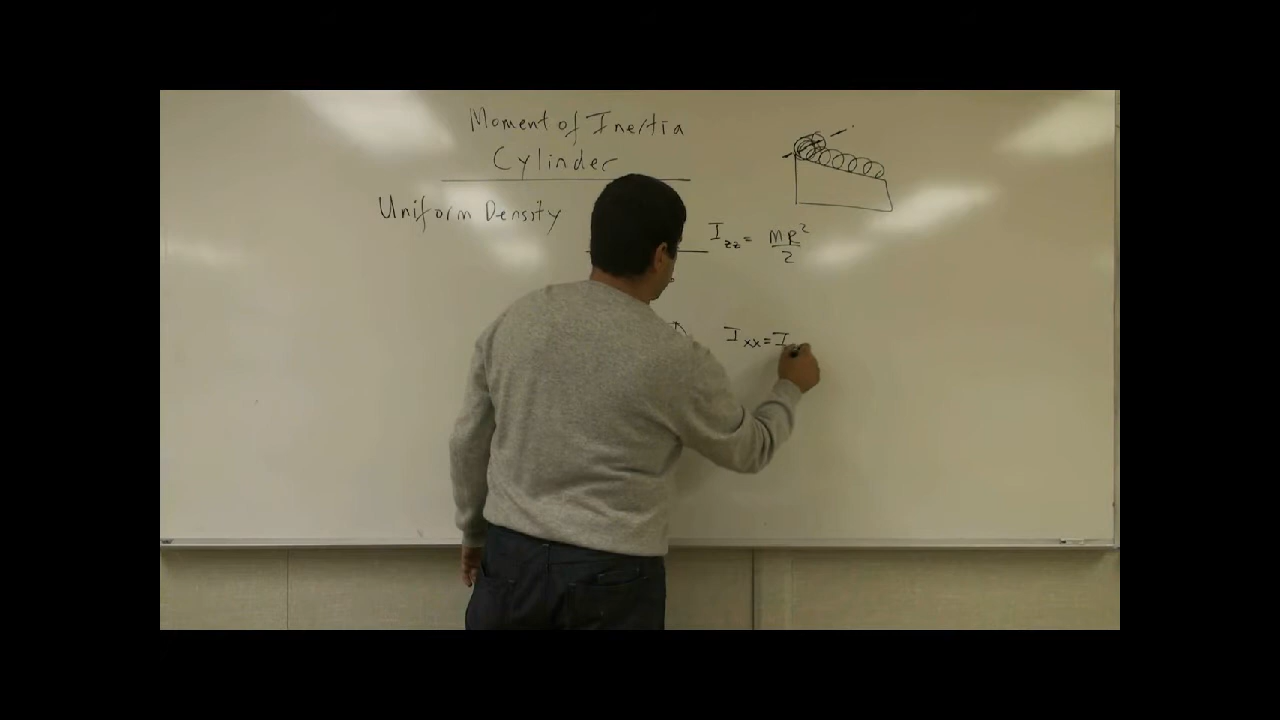 Moment of Inertia
Cylinder
Uniform Density
I_zz = MR²/2
I_xx = I